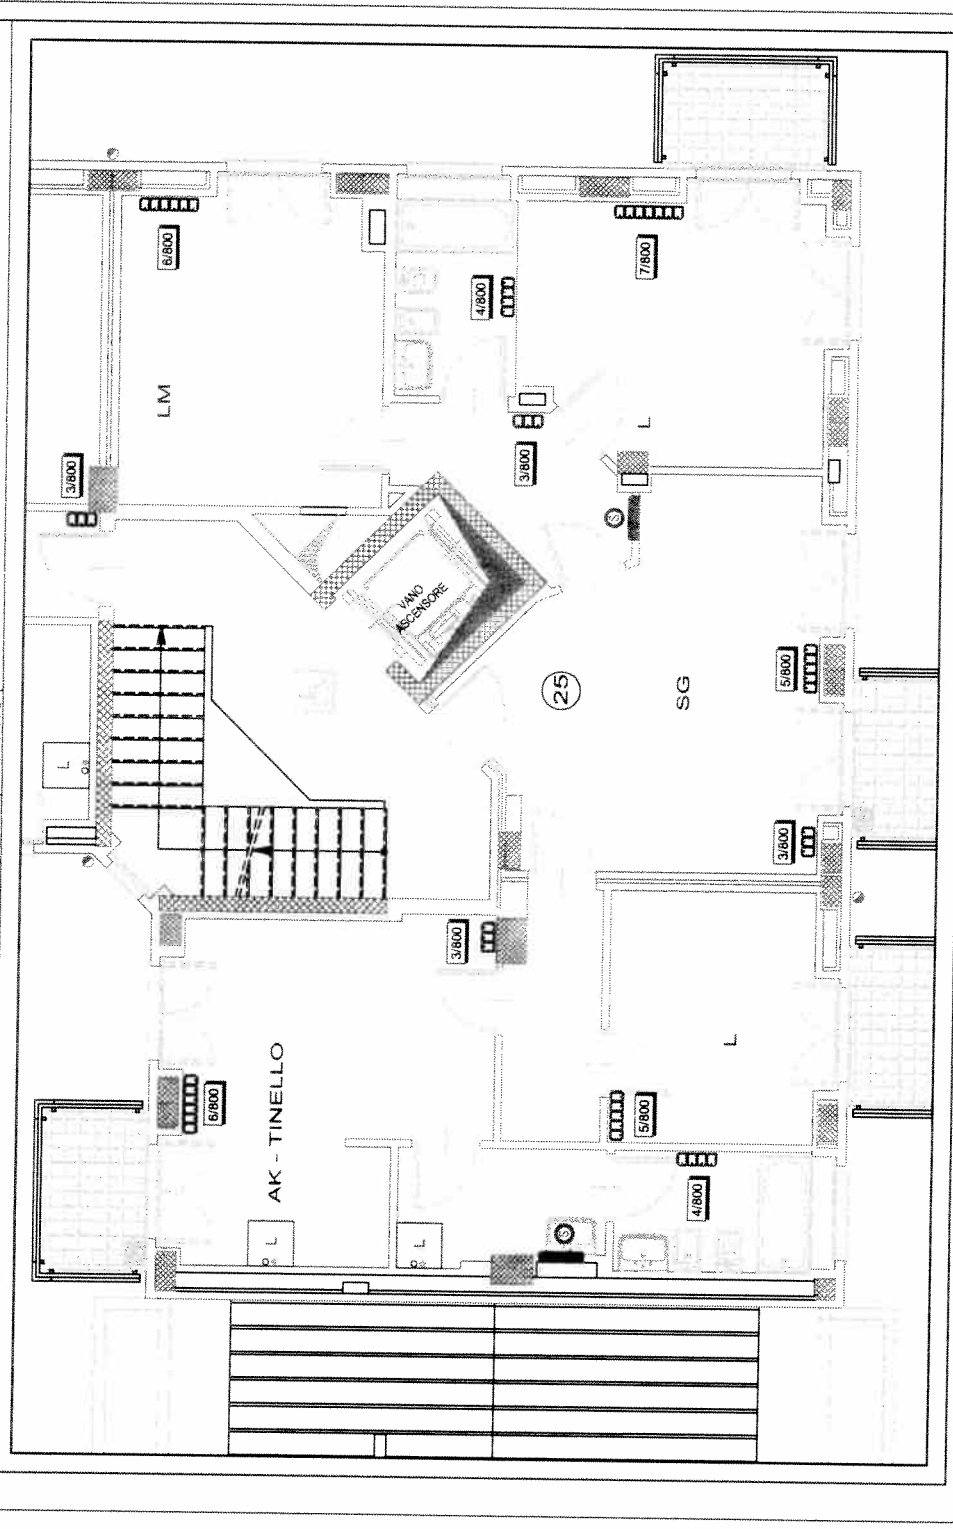 6/800
LM
3/800
4/800
7/800
3/800
L
S
VANO
ASCENSORE
25
SG
5/800
3/800
L
3/800
AK - TINELLO
6/800
L
5/800
4/800
L
L
S